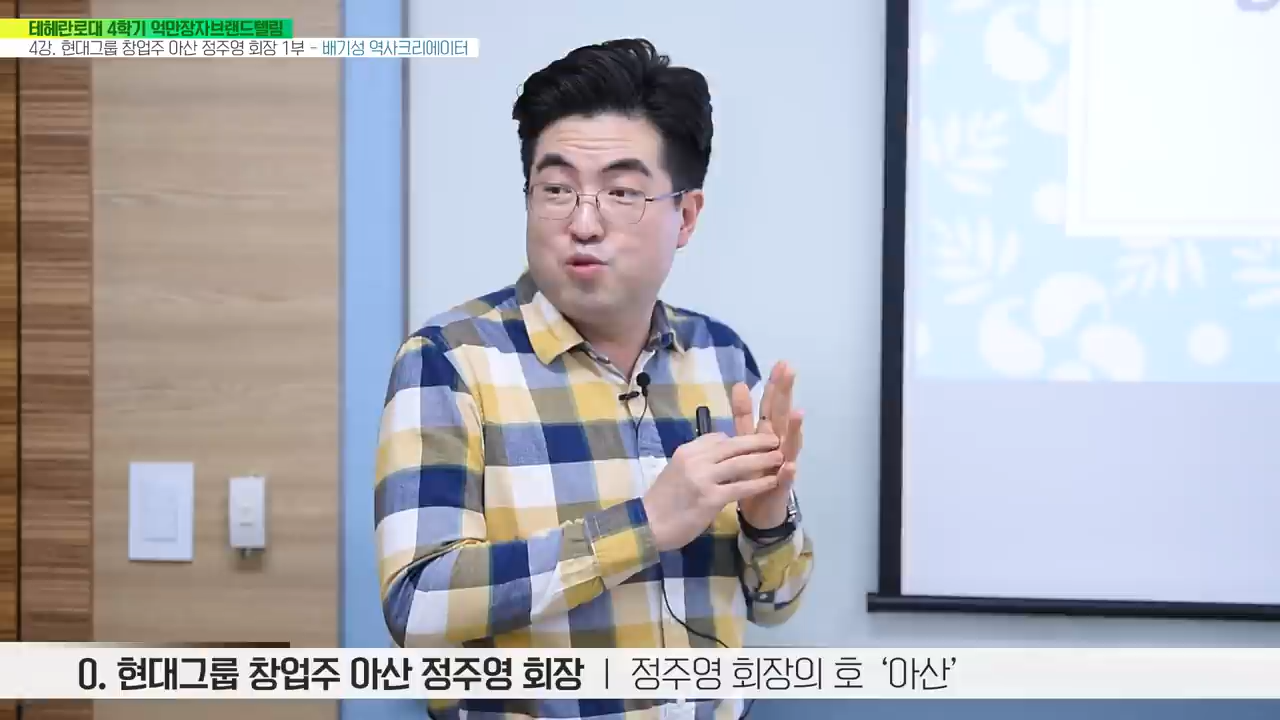 테헤란로대 4학기 억만장자브랜드텔링
4강. 현대그룹 창업주 아산 정주영 회장 1부 - 배기성 역사크리에이터
0. 현대그룹 창업주 아산 정주영 회장 | 정주영 회장의 호 ‘아산’